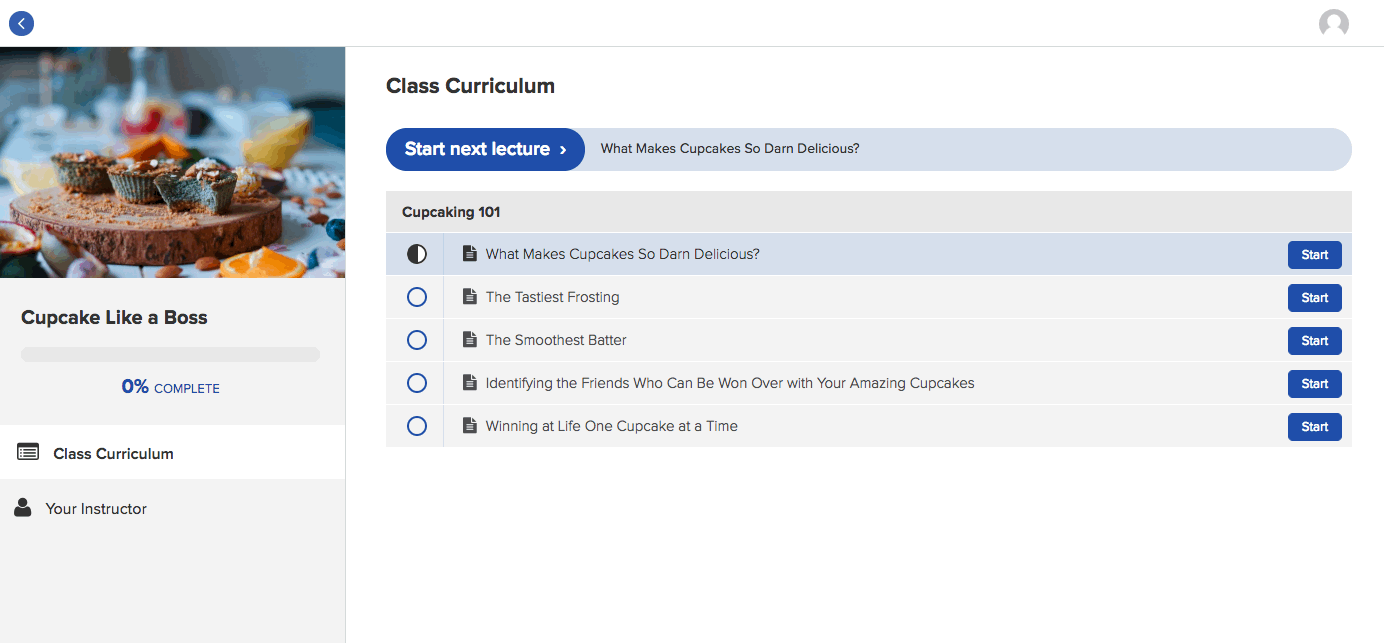 Class Curriculum
Start next lecture ›
What Makes Cupcakes So Darn Delicious?
Cupcaking 101
What Makes Cupcakes So Darn Delicious? Start
The Tastiest Frosting Start
The Smoothest Batter Start
Identifying the Friends Who Can Be Won Over with Your Amazing Cupcakes Start
Winning at Life One Cupcake at a Time Start
Cupcake Like a Boss
0% COMPLETE
Class Curriculum
Your Instructor